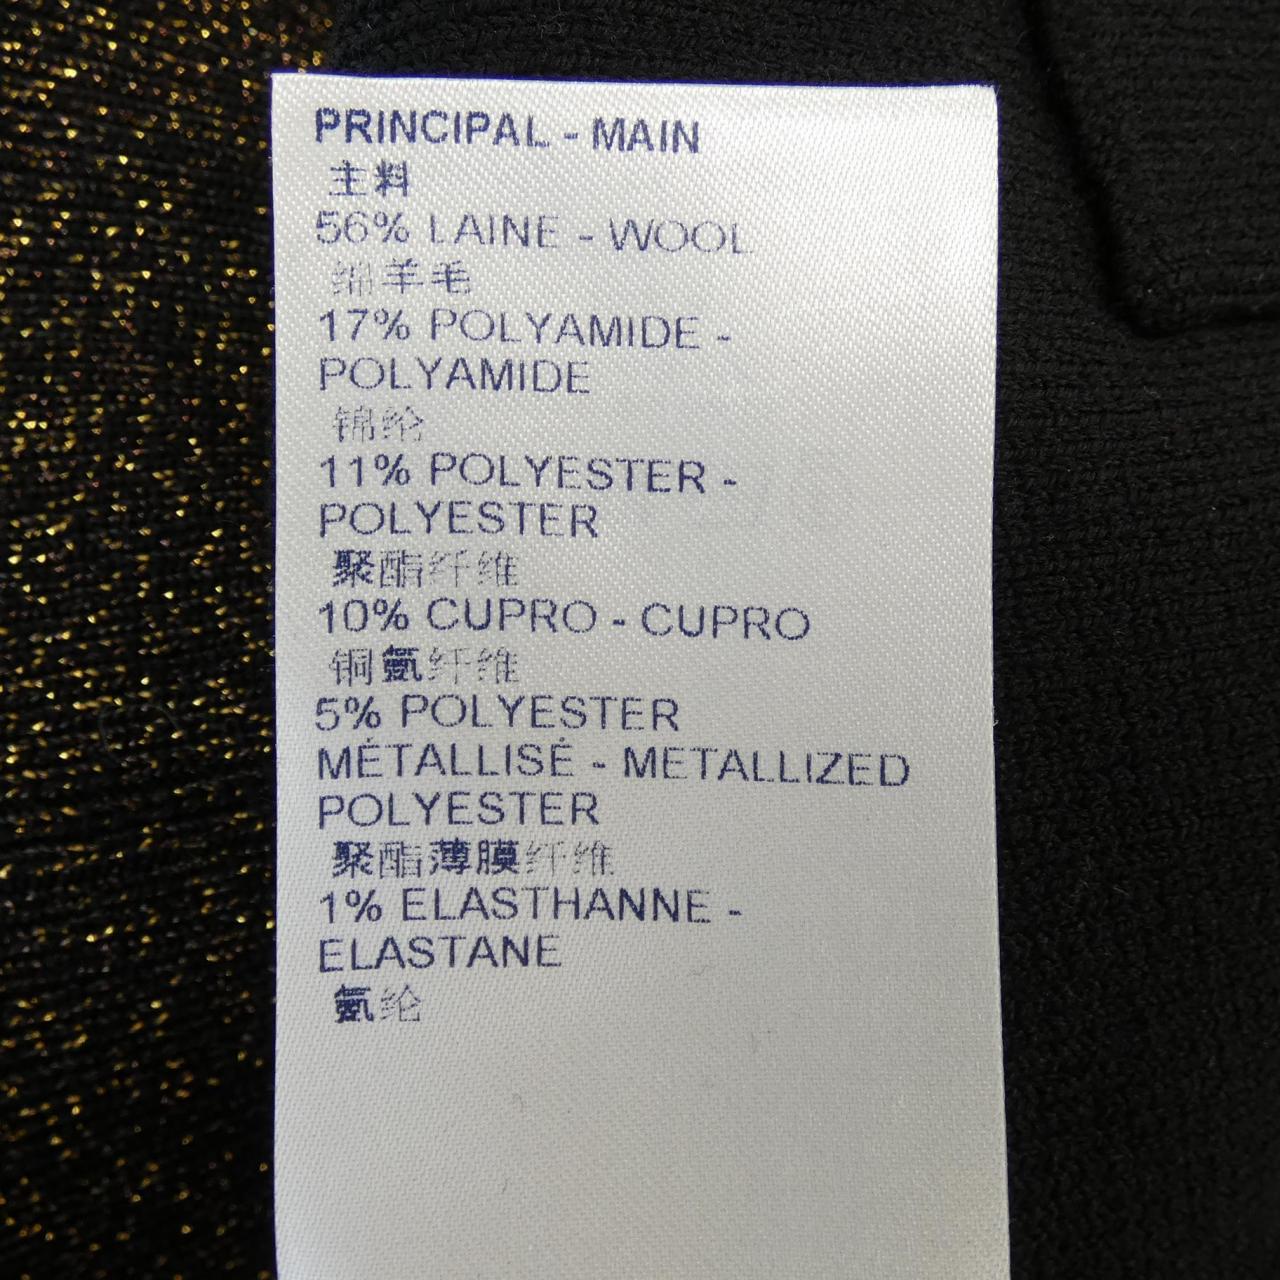 PRINCIPAL - MAIN
主料
56% LAINE - WOOL
绵羊毛
17% POLYAMIDE -
POLYAMIDE
锦纶
11% POLYESTER -
POLYESTER
聚酯纤维
10% CUPRO - CUPRO
铜氨纤维
5% POLYESTER
MÉTALLISÉ - METALLIZED
POLYESTER
聚酯薄膜纤维
1% ELASTHANNE -
ELASTANE
氨纶